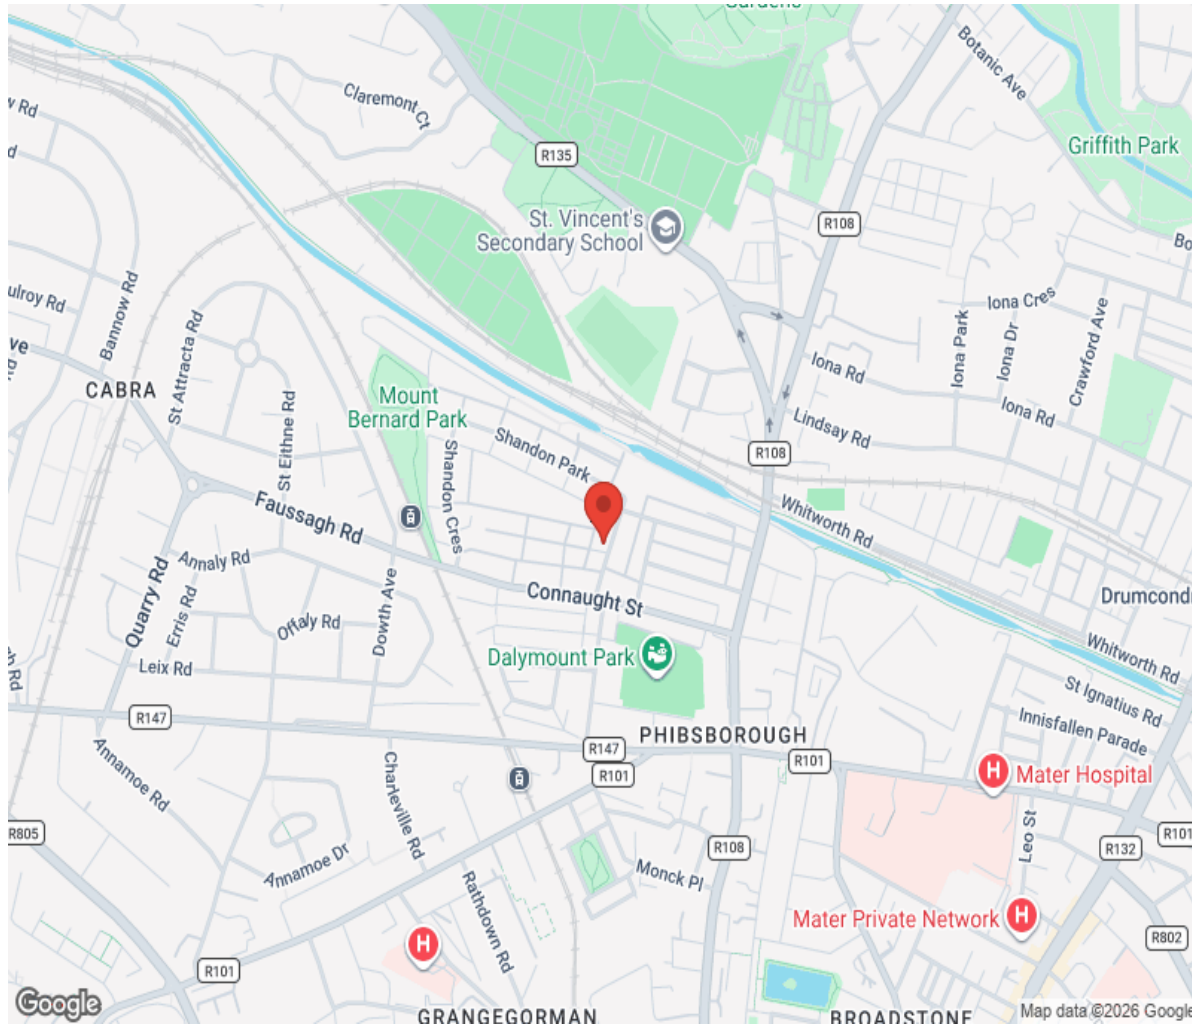 Gardens
Botanic Ave
Claremont Ct
Griffith Park
R135
R108
St. Vincent's
Secondary School
Iona Cres
Bannow Rd
St Attracta Rd
Iona Park
Iona Dr
Crawford Ave
Iona Rd
CABRA
Mount
Bernard Park
Iona Rd
Lindsay Rd
St Eithne Rd
Shandon Park
R108
Shandon Cres
Faussagh Rd
Whitworth Rd
Annaly Rd
Quarry Rd
Erris Rd
Offaly Rd
Dowth Ave
Connaught St
Drumcond
Leix Rd
Dalymount Park
Whitworth Rd
St Ignatius Rd
Innisfallen Parade
R147
PHIBSBOROUGH
R147
R101
R101
Mater Hospital
Annamoe Rd
Charleville Rd
R805
Leo St
R101
R132
R108
Annamoe Dr
Monck Pl
Rathdown Rd
Mater Private Network
R802
R101
Google
GRANGEGORMAN
BROADSTONE
Map data ©2026 Google